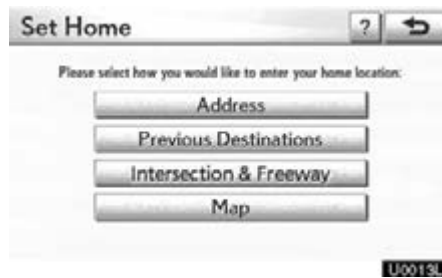 Set Home ?
Please select how you would like to enter your home location:
Address
Previous Destinations
Intersection & Freeway
Map
U0013L